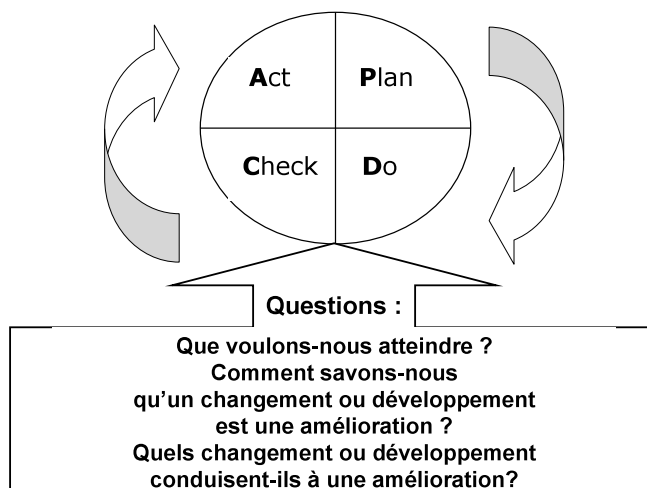 Act
Plan
Check
Do
Questions :
Que voulons-nous atteindre ?
Comment savons-nous
qu'un changement ou développement
est une amélioration ?
Quels changement ou développement
conduisent-ils à une amélioration?